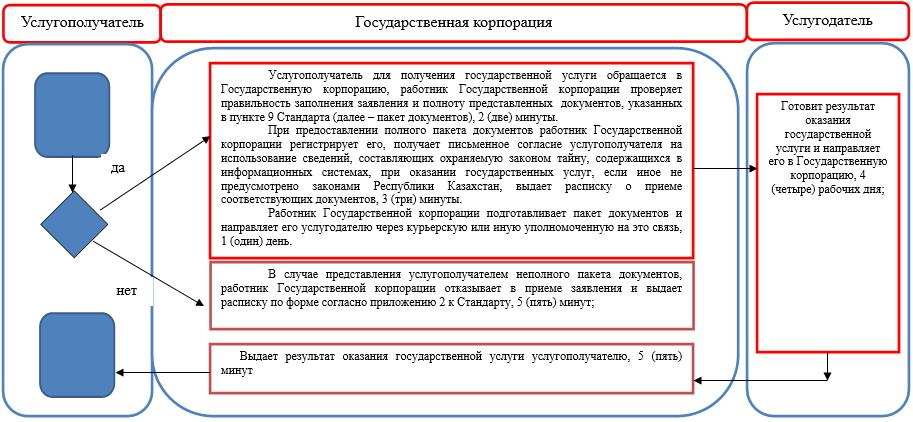 Услугополучатель
Государственная корпорация
Услугодатель
да
нет
Услугополучатель для получения государственной услуги обращается в
Государственную корпорацию, работник Государственной корпорации проверяет
правильность заполнения заявления и полноту представленных документов, указанных
в пункте 9 Стандарта (далее – пакет документов), 2 (две) минуты.
При предоставлении полного пакета документов работник Государственной
корпорации регистрирует его, получает письменное согласие услугополучателя на
использование сведений, составляющих охраняемую законом тайну, содержащихся в
информационных системах, при оказании государственных услуг, если иное не
предусмотрено законами Республики Казахстан, выдает расписку о приеме
соответствующих документов, 3 (три) минуты.
Работник Государственной корпорации подготавливает пакет документов и
направляет его услугодателю через курьерскую или иную уполномоченную на это связь,
1 (один) день.
В случае представления услугополучателем неполного пакета документов,
работник Государственной корпорации отказывает в приеме заявления и выдает
расписку по форме согласно приложению 2 к Стандарту, 5 (пять) минут;
Выдает результат оказания государственной услуги услугополучателю, 5 (пять)
минут
Готовит результат
оказания
государственной
услуги и направляет
его в Государственную
корпорацию, 4
(четыре) рабочих дня;